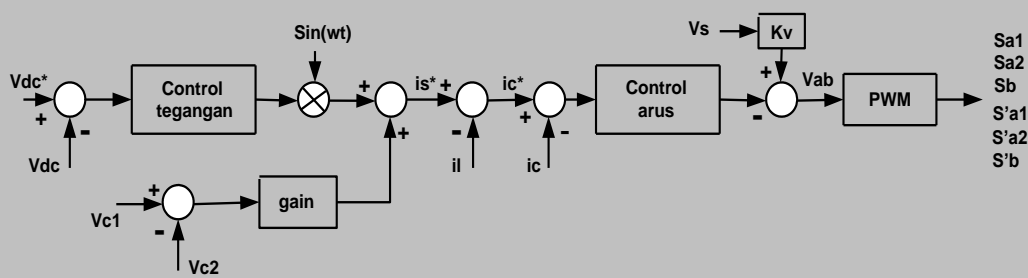 Sin(wt)
Vs
Kv
Sa1
Sa2
Sb
S'a1
S'a2
S'b
Vdc*
+
-
Vdc
Control
tegangan
+
+
is*
+
-
il
ic*
+
-
ic
Control
arus
+
-
Vab
PWM
Vc1
+
-
Vc2
gain